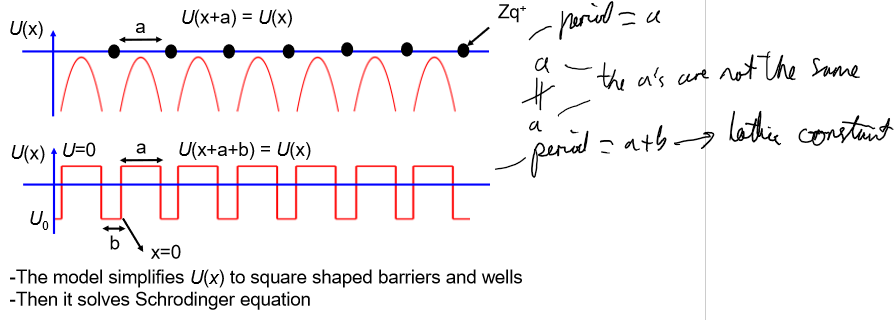 U(x)
a
U(x+a) = U(x)
Zq⁺
period = a
a
the a's are not the same
a
period = a+b → lattice constant
U(x)
U=0
a
U(x+a+b) = U(x)
U₀
b
x=0
-The model simplifies U(x) to square shaped barriers and wells
-Then it solves Schrodinger equation